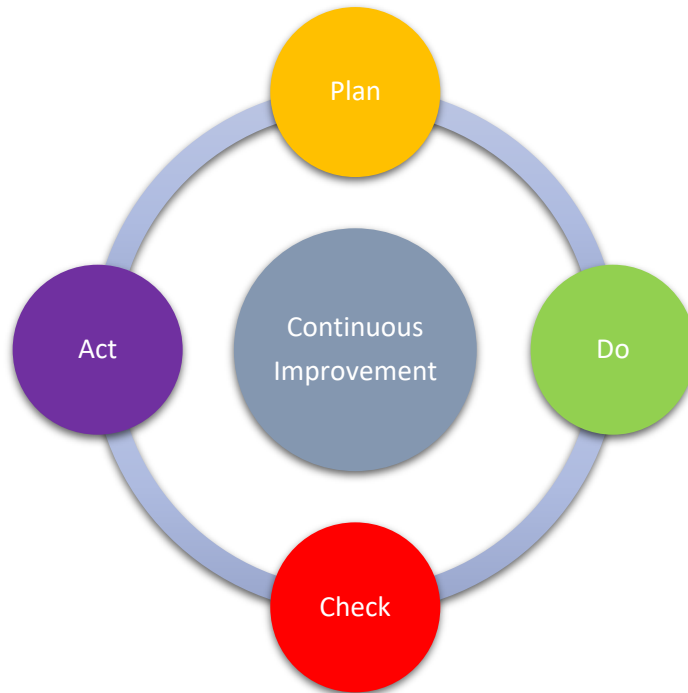 Plan
Continuous
Improvement
Act
Do
Check